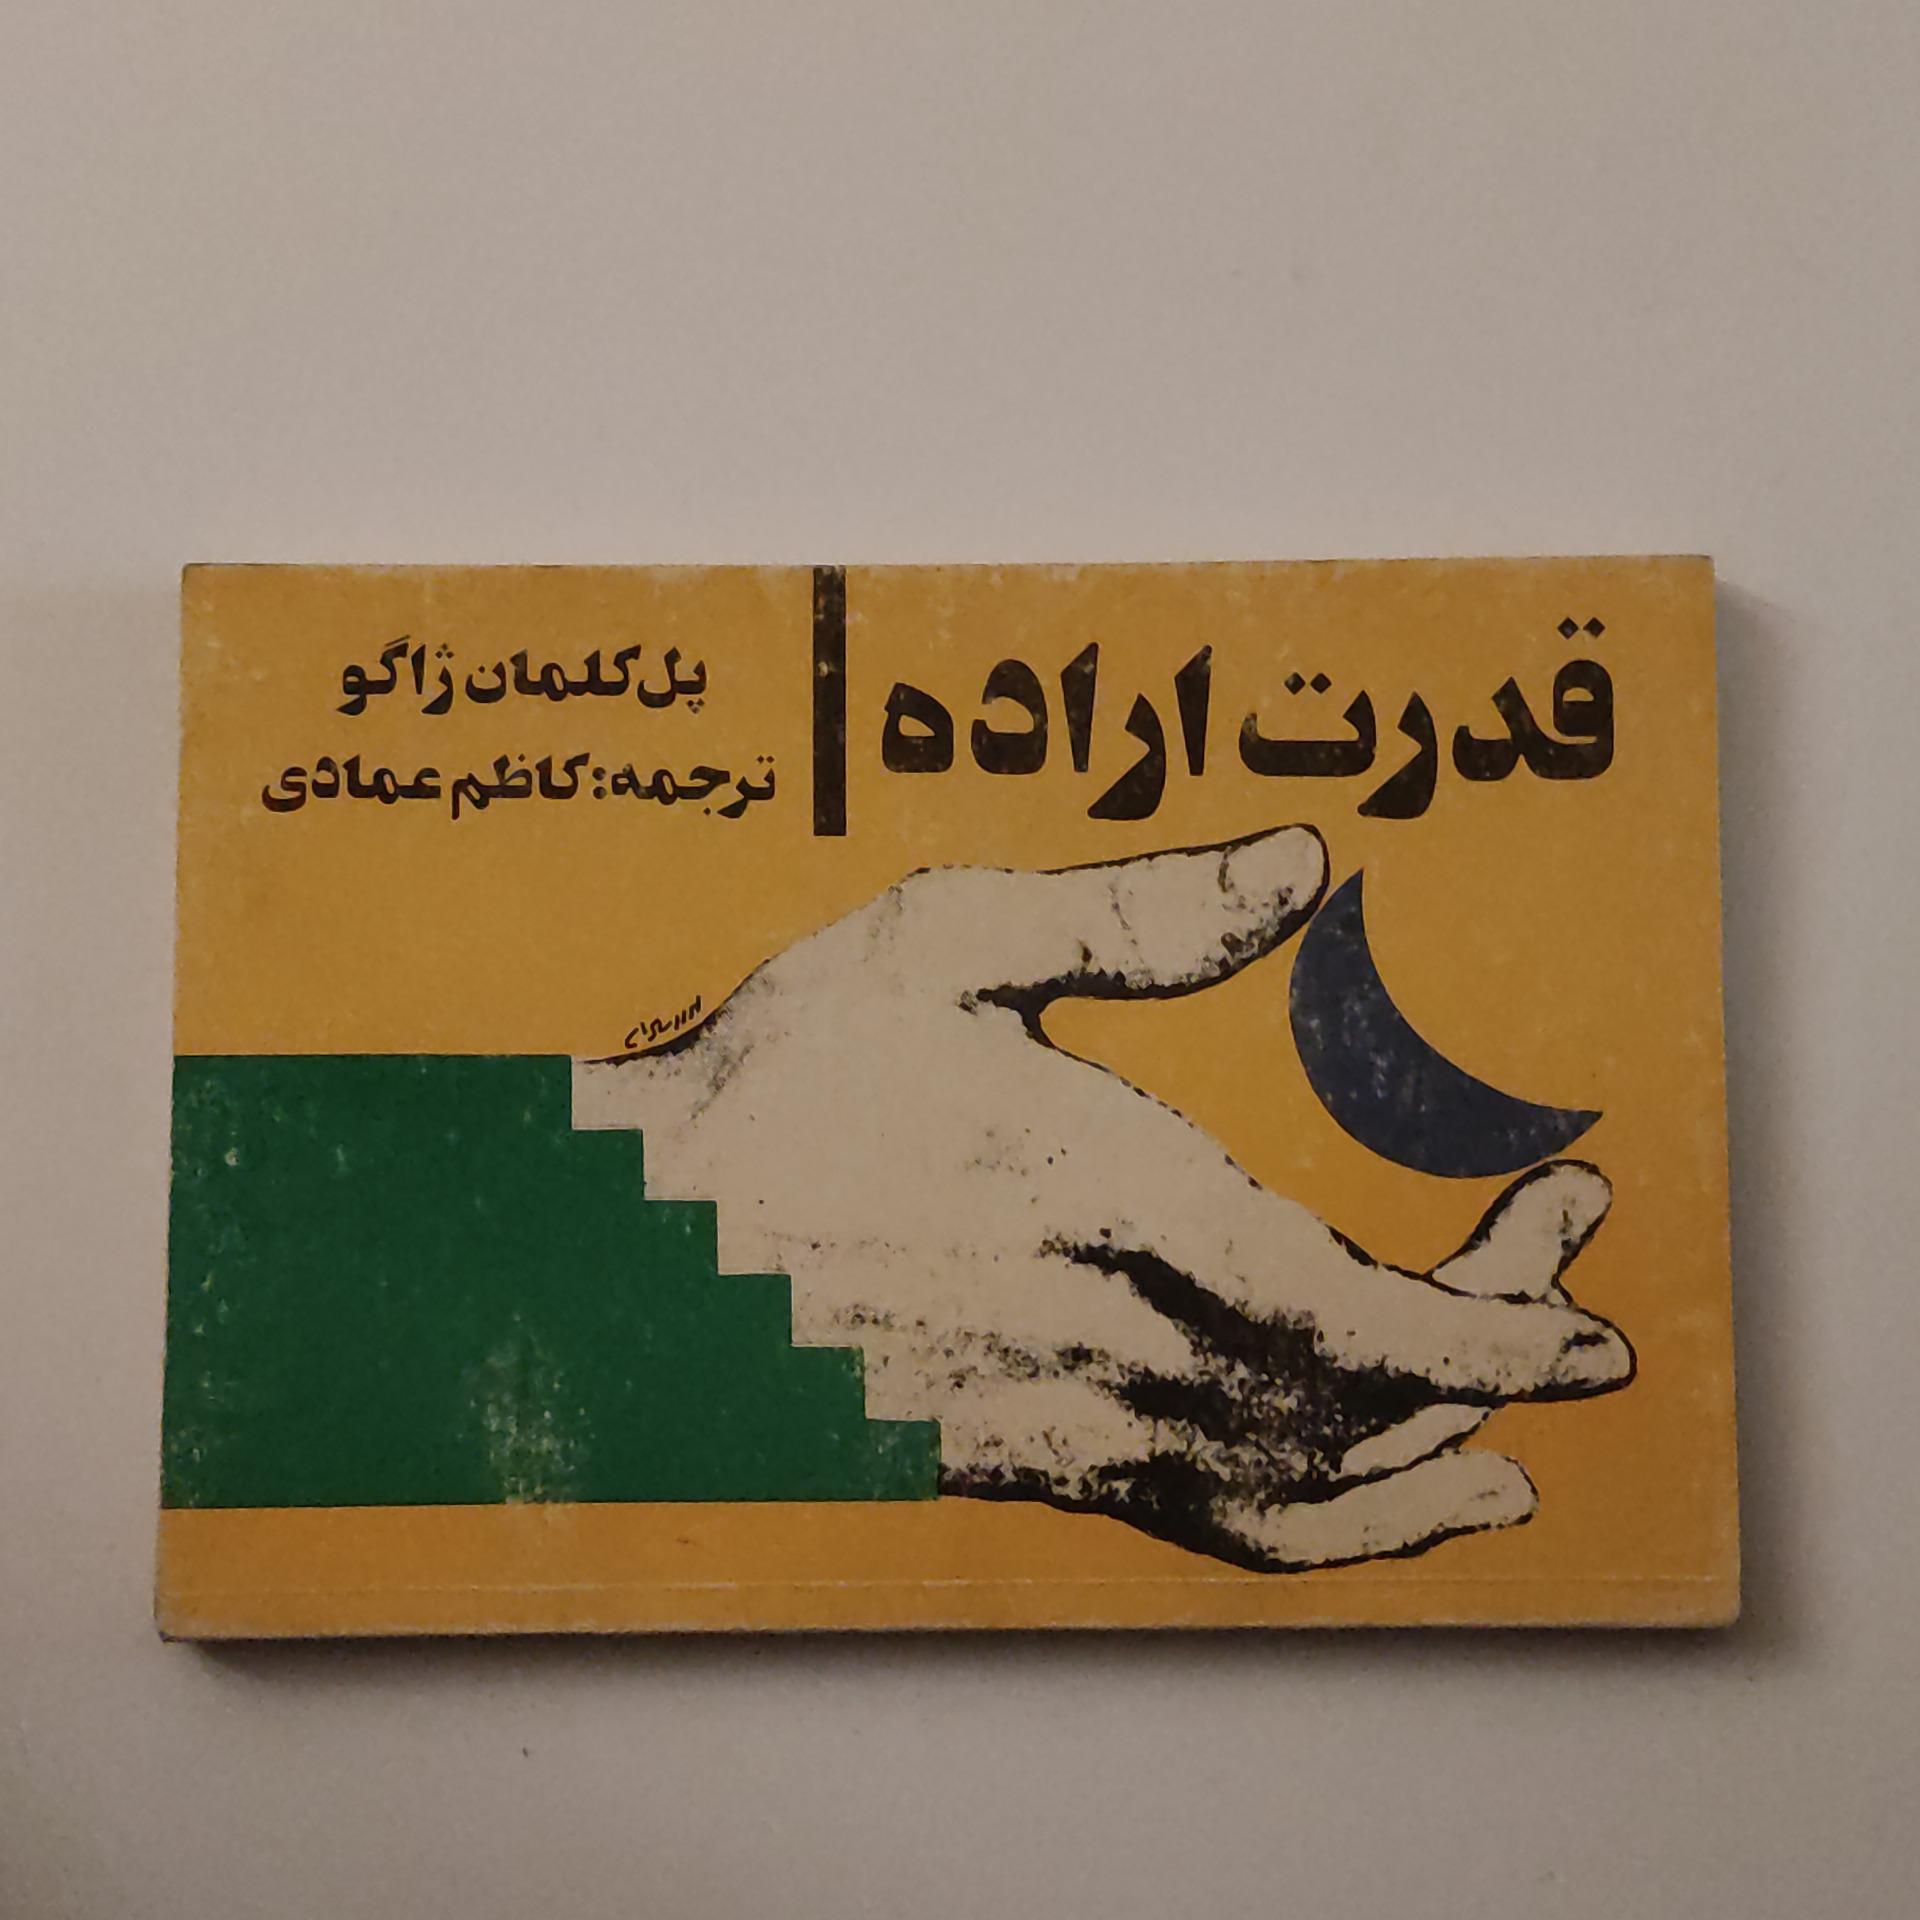 قدرت اراده
پل کلمان ژاگو
ترجمه: کاظم عمادی